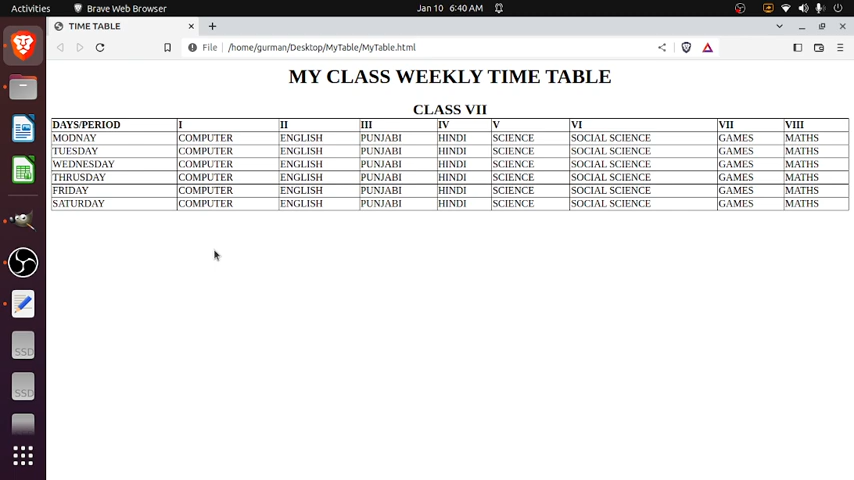 Activities Brave Web Browser Jan 10 6:40 AM
TIME TABLE
File /home/gurman/Desktop/MyTable/MyTable.html
MY CLASS WEEKLY TIME TABLE
CLASS VII
DAYS/PERIOD I II III IV V VI VII VIII
MODNAY COMPUTER ENGLISH PUNJABI HINDI SCIENCE SOCIAL SCIENCE GAMES MATHS
TUESDAY COMPUTER ENGLISH PUNJABI HINDI SCIENCE SOCIAL SCIENCE GAMES MATHS
WEDNESDAY COMPUTER ENGLISH PUNJABI HINDI SCIENCE SOCIAL SCIENCE GAMES MATHS
THRUSDAY COMPUTER ENGLISH PUNJABI HINDI SCIENCE SOCIAL SCIENCE GAMES MATHS
FRIDAY COMPUTER ENGLISH PUNJABI HINDI SCIENCE SOCIAL SCIENCE GAMES MATHS
SATURDAY COMPUTER ENGLISH PUNJABI HINDI SCIENCE SOCIAL SCIENCE GAMES MATHS
SSD
SSD